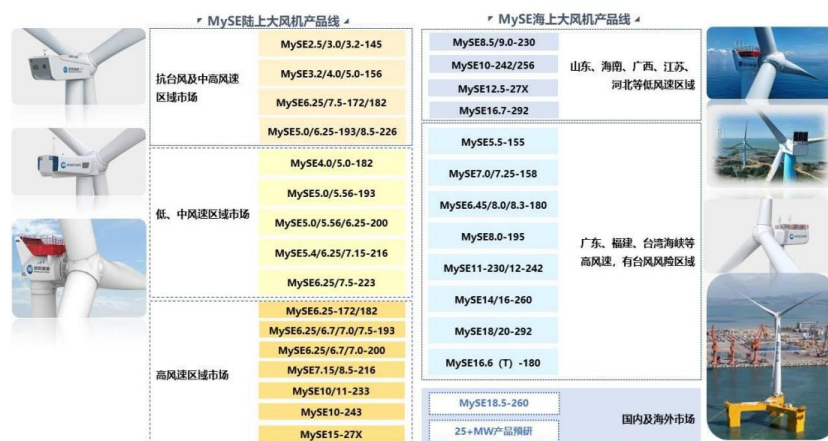 MySE陆上大风机产品线
抗台风及中高风速
区域市场
MySE2.5/3.0/3.2-145
MySE3.2/4.0/5.0-156
MySE6.25/7.5-172/182
MySE5.0/6.25-193/8.5-226
低、中风速区域市场
MySE4.0/5.0-182
MySE5.0/5.56-193
MySE5.0/5.56/6.25-200
MySE5.4/6.25/7.15-216
MySE6.25/7.5-223
高风速区域市场
MySE6.25-172/182
MySE6.25/6.7/7.0/7.5-193
MySE6.25/6.7/7.0-200
MySE7.15/8.5-216
MySE10/11-233
MySE10-243
MySE15-27X
MySE海上大风机产品线
MySE8.5/9.0-230
MySE10-242/256
MySE12.5-27X
MySE16.7-292
山东、海南、广西、江苏、
河北等低风速区域
MySE5.5-155
MySE7.0/7.25-158
MySE6.45/8.0/8.3-180
MySE8.0-195
MySE11-230/12-242
MySE14/16-260
MySE18/20-292
MySE16.6（T）-180
广东、福建、台湾海峡等
高风速，有台风风险区域
MySE18.5-260
25+MW产品预研
国内及海外市场